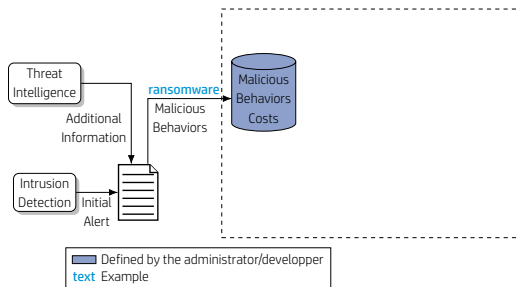 Threat
Intelligence
Additional
Information
ransomware
Malicious
Behaviors
Malicious
Behaviors
Costs
Intrusion
Detection
Initial
Alert
Defined by the administrator/developper
text Example